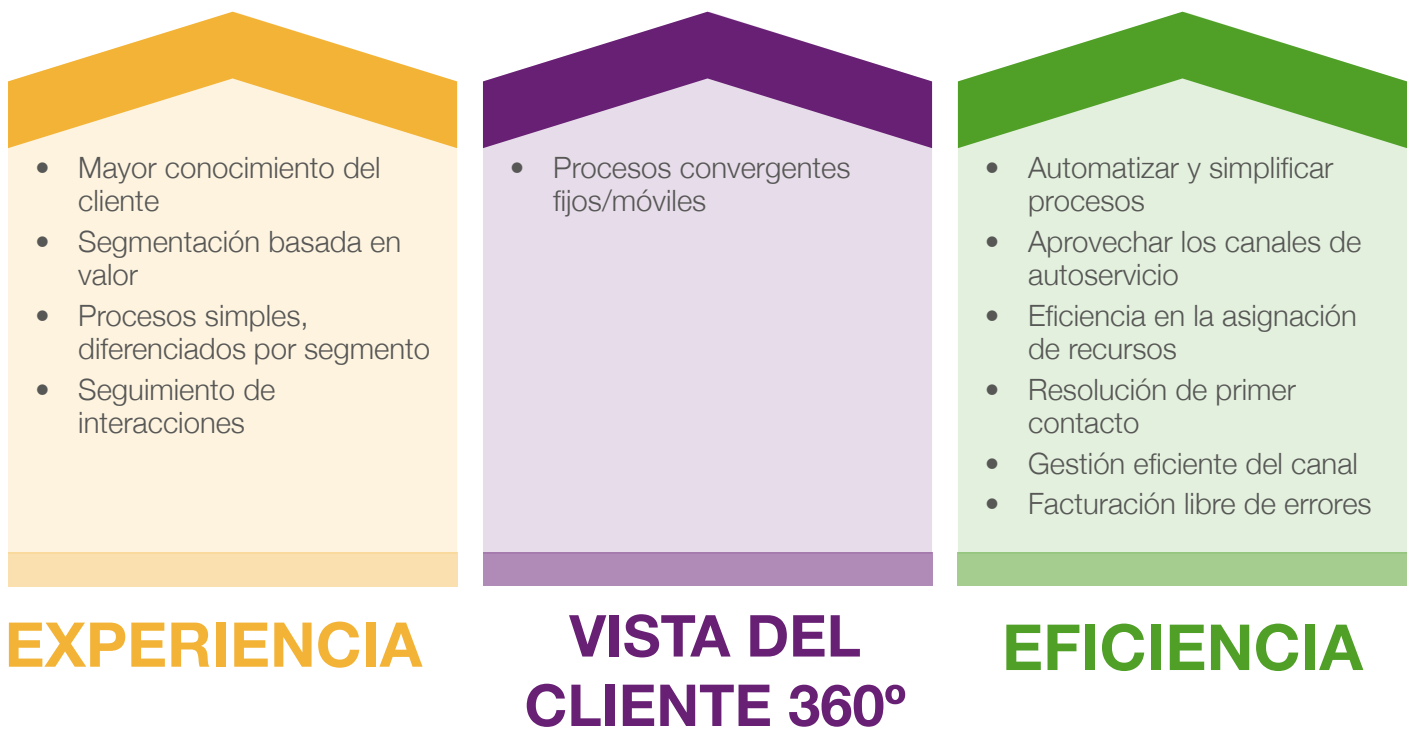 • Mayor conocimiento del
cliente
• Segmentación basada en
valor
• Procesos simples,
diferenciados por segmento
• Seguimiento de
interacciones
EXPERIENCIA
• Procesos convergentes
fijos/móviles
VISTA DEL
CLIENTE 360º
• Automatizar y simplificar
procesos
• Aprovechar los canales de
autoservicio
• Eficiencia en la asignación
de recursos
• Resolución de primer
contacto
• Gestión eficiente del canal
• Facturación libre de errores
EFICIENCIA